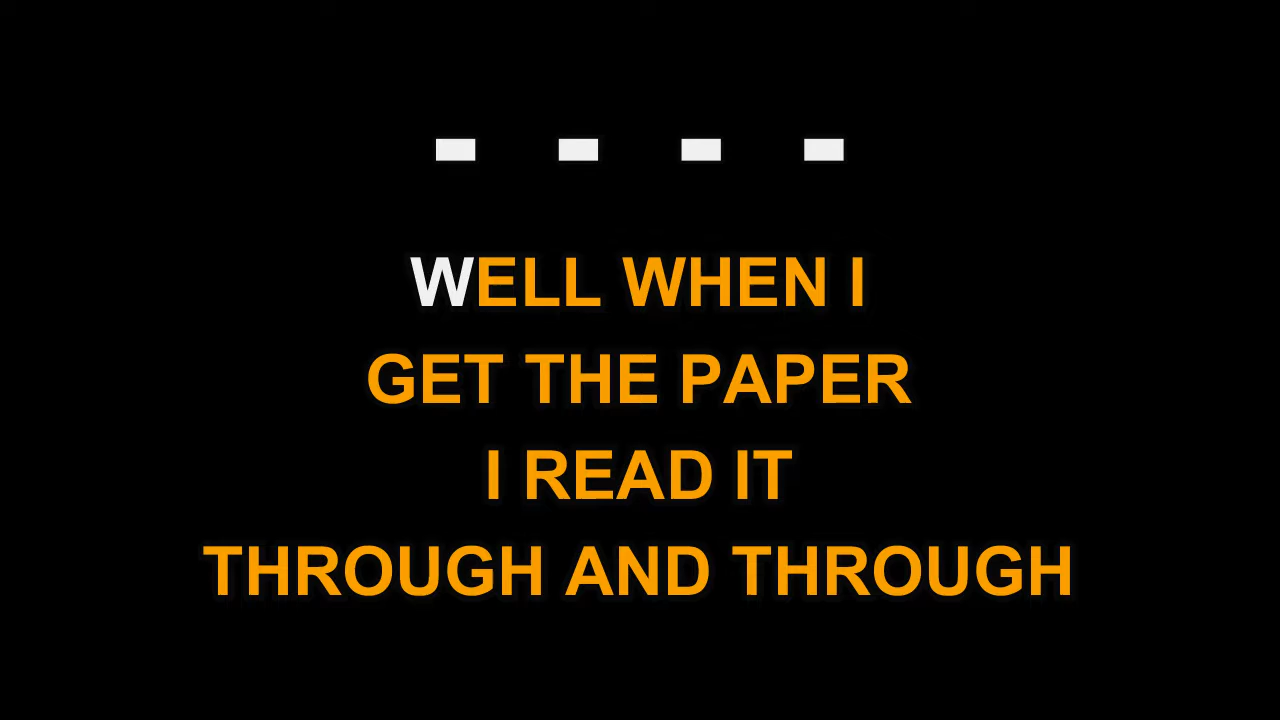 - - - -
WELL WHEN I
GET THE PAPER
I READ IT
THROUGH AND THROUGH